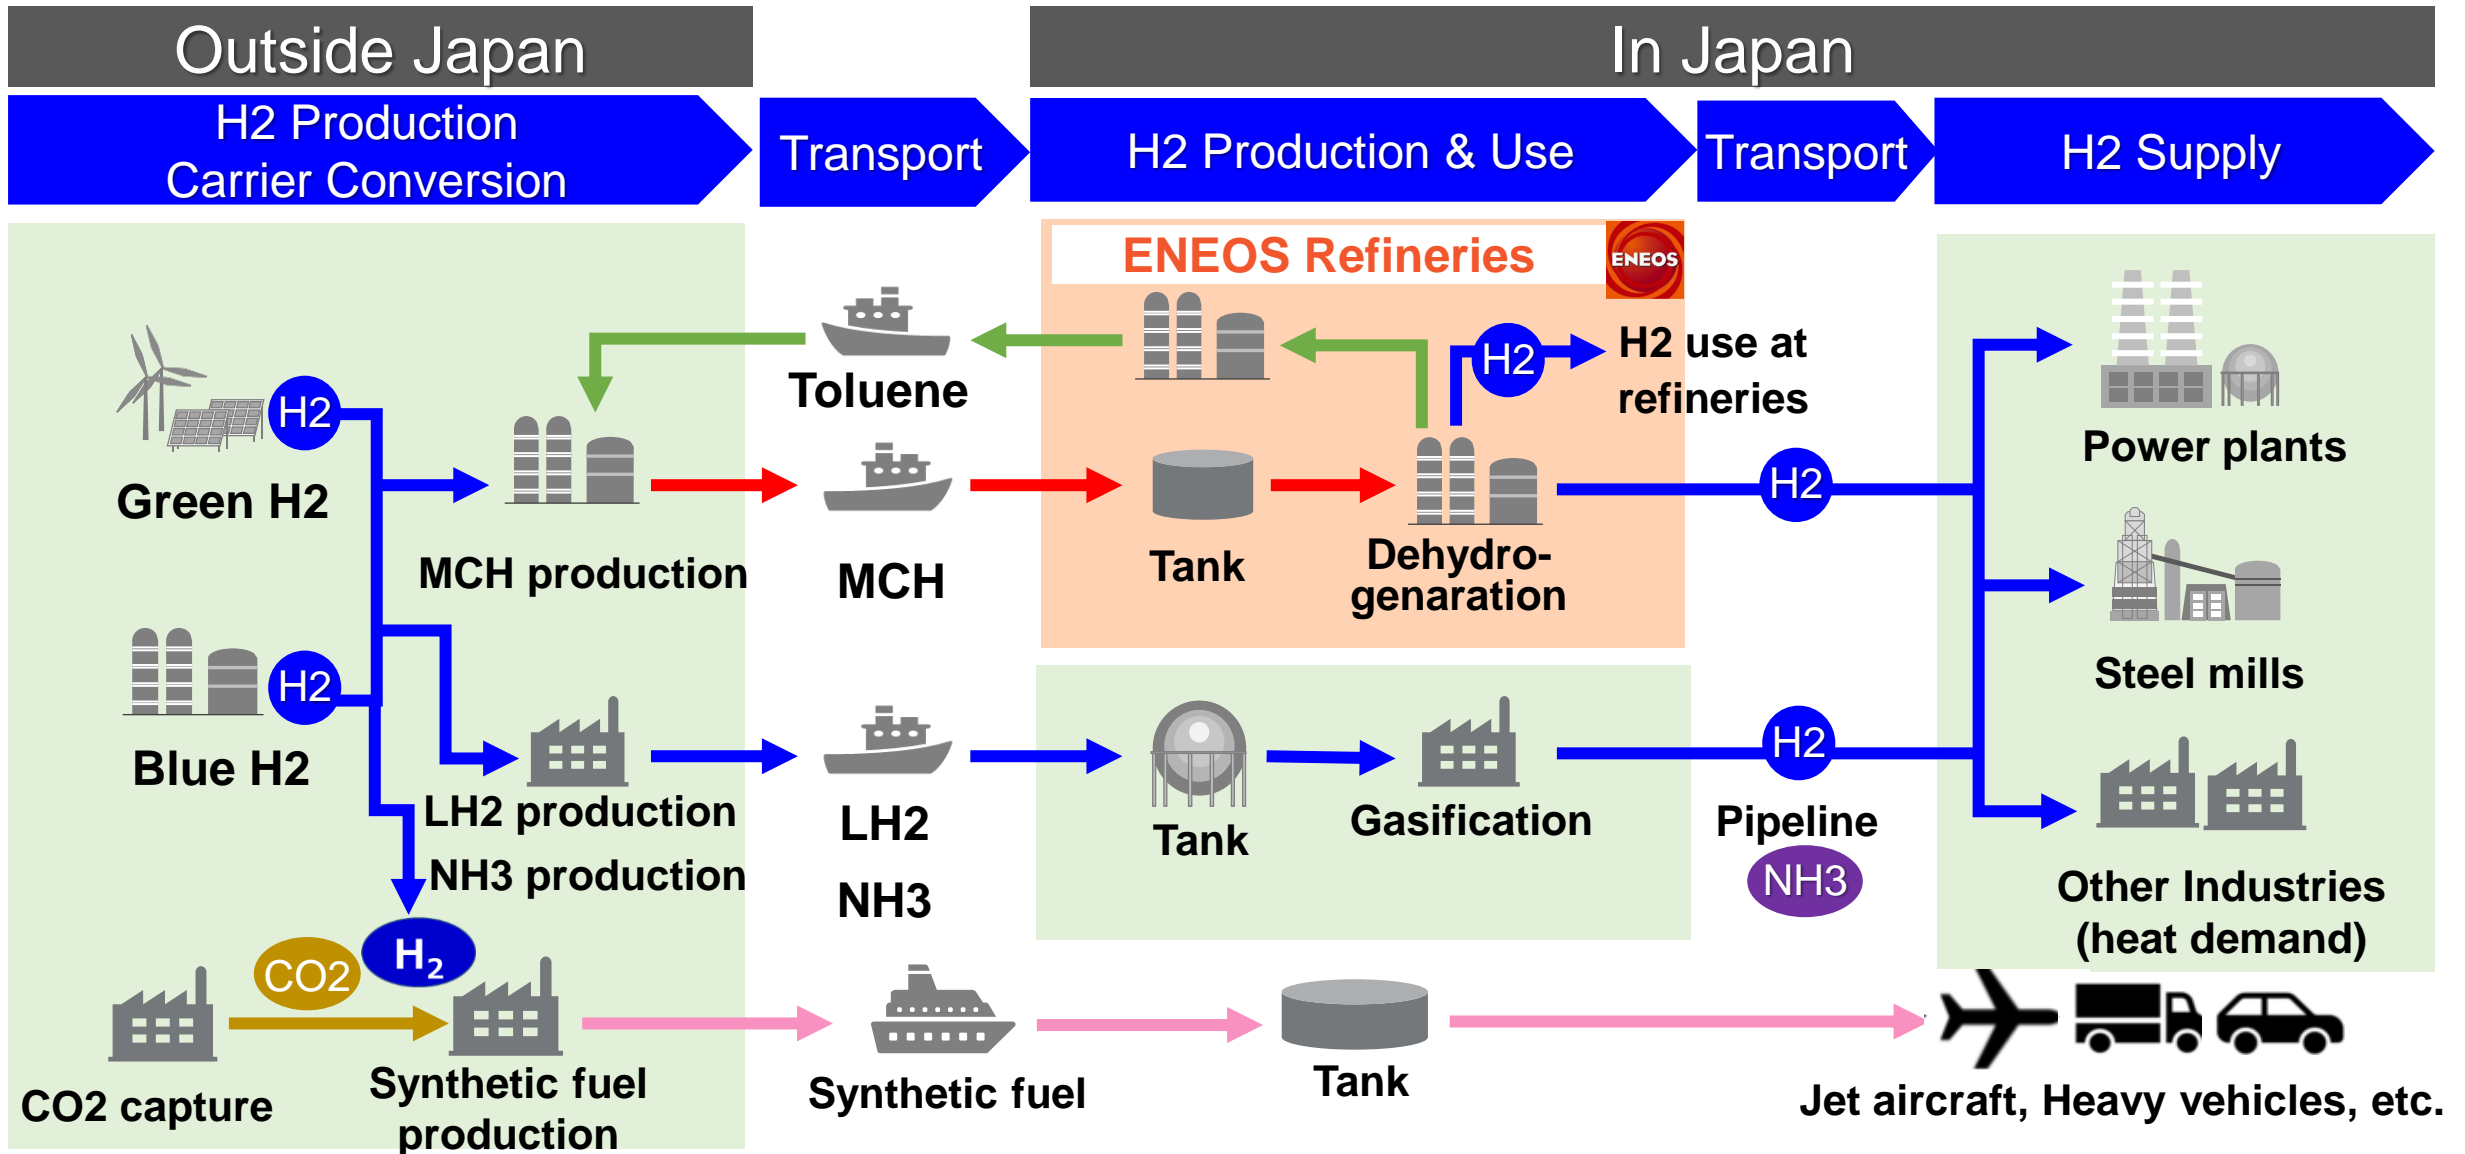 Outside Japan
In Japan
H2 Production
Carrier Conversion
Transport
H2 Production & Use
Transport
H2 Supply
ENEOS Refineries
ENEOS
H2
Green H2
MCH production
Toluene
MCH
Tank
Dehydro-
genaration
H2
H2 use at
refineries
H2
Power plants
Steel mills
H2
Blue H2
LH2 production
NH3 production
LH2
NH3
Tank
Gasification
H2
Pipeline
NH3
Other Industries
(heat demand)
CO2
H2
CO2 capture
Synthetic fuel
production
Synthetic fuel
Tank
Jet aircraft, Heavy vehicles, etc.